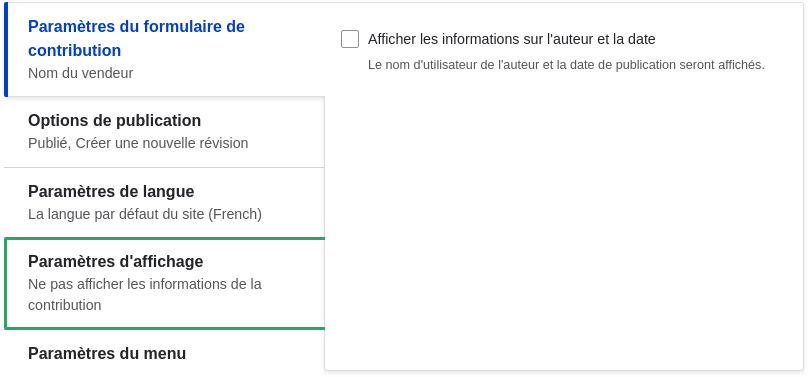 Paramètres du formulaire de
contribution
Nom du vendeur
Options de publication
Publié, Créer une nouvelle révision
Paramètres de langue
La langue par défaut du site (French)
Paramètres d'affichage
Ne pas afficher les informations de la
contribution
Paramètres du menu
Afficher les informations sur l'auteur et la date
Le nom d'utilisateur de l'auteur et la date de publication seront affichés.